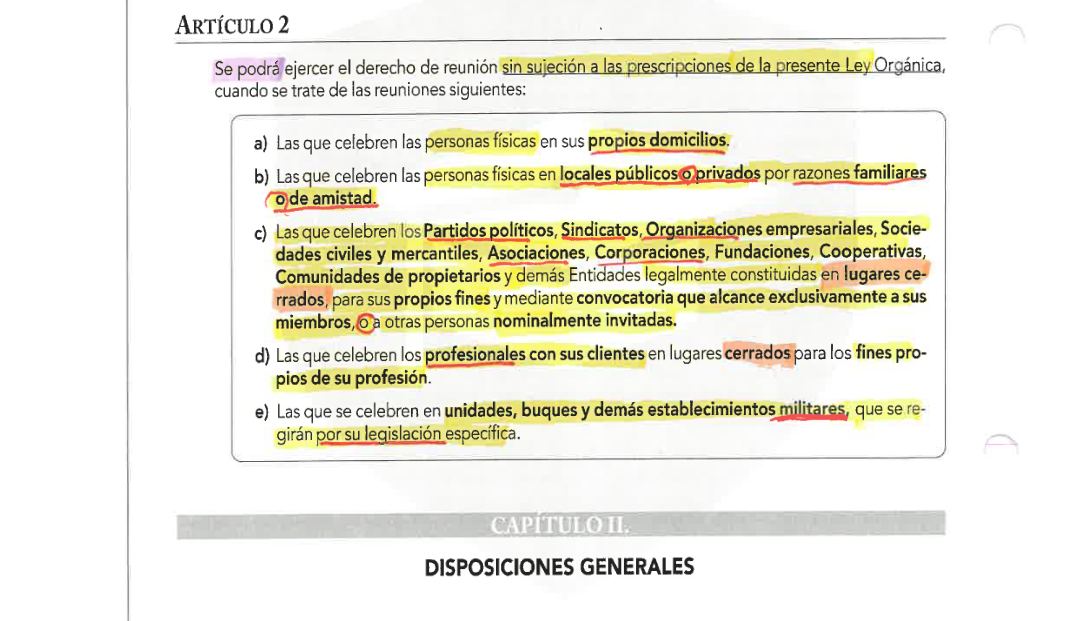 ARTÍCULO 2
Se podrá ejercer el derecho de reunión sin sujeción a las prescripciones de la presente Ley Orgánica,
cuando se trate de las reuniones siguientes:
a) Las que celebren las personas físicas en sus propios domicilios.
b) Las que celebren las personas físicas en locales públicos o privados por razones familiares
o de amistad.
c) Las que celebren los Partidos políticos, Sindicatos, Organizaciones empresariales, Socie-
dades civiles y mercantiles, Asociaciones, Corporaciones, Fundaciones, Cooperativas,
Comunidades de propietarios y demás Entidades legalmente constituidas en lugares ce-
rrados, para sus propios fines y mediante convocatoria que alcance exclusivamente a sus
miembros, o a otras personas nominalmente invitadas.
d) Las que celebren los profesionales con sus clientes en lugares cerrados para los fines pro-
pios de su profesión.
e) Las que se celebren en unidades, buques y demás establecimientos militares, que se re-
girán por su legislación específica.
CAPÍTULO II.
DISPOSICIONES GENERALES